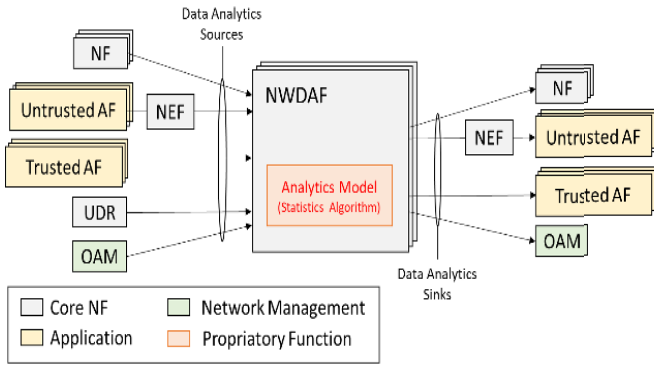 Data Analytics
Sources
NF
NWDAF
NF
Untrusted AF
NEF
NEF
Untrusted AF
Trusted AF
Analytics Model
(Statistics Algorithm)
Trusted AF
UDR
OAM
OAM
Data Analytics
Sinks
Core NF
Network Management
Application
Propriatory Function